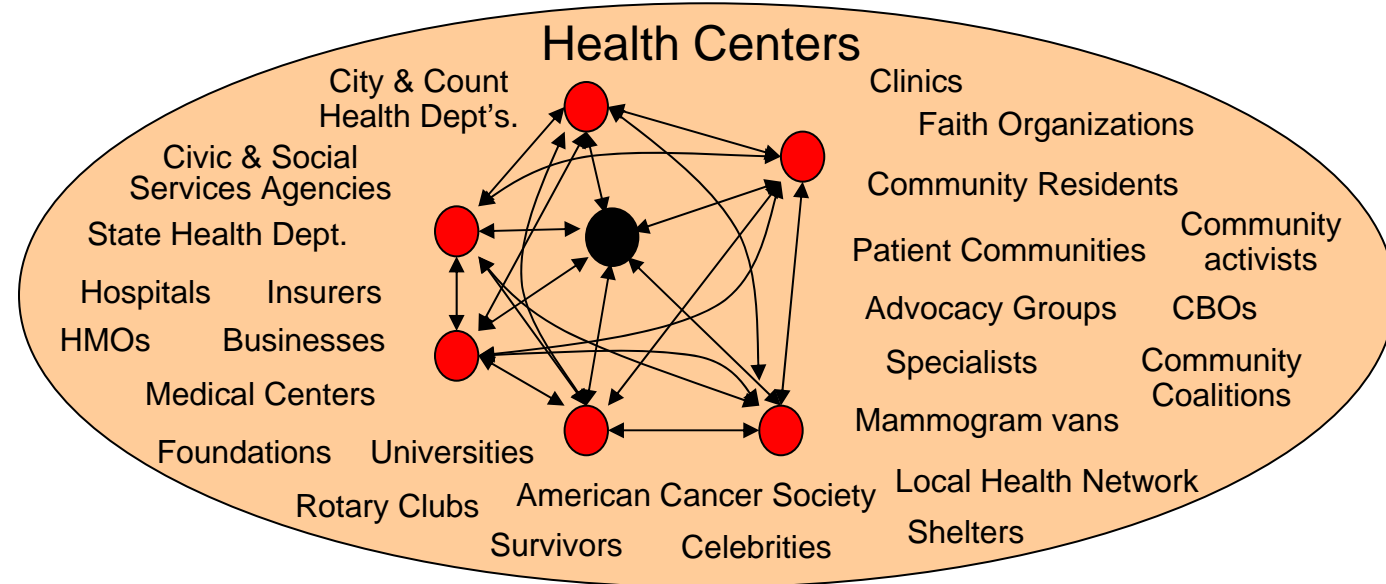 Health Centers
City & Count
Health Dept's.
Clinics
Faith Organizations
Civic & Social
Services Agencies
Community Residents
State Health Dept.
Community
activists
Patient Communities
Hospitals
Insurers
Advocacy Groups
CBOs
HMOs
Businesses
Specialists
Community
Coalitions
Medical Centers
Mammogram vans
Foundations
Universities
Local Health Network
Rotary Clubs
American Cancer Society
Shelters
Survivors
Celebrities